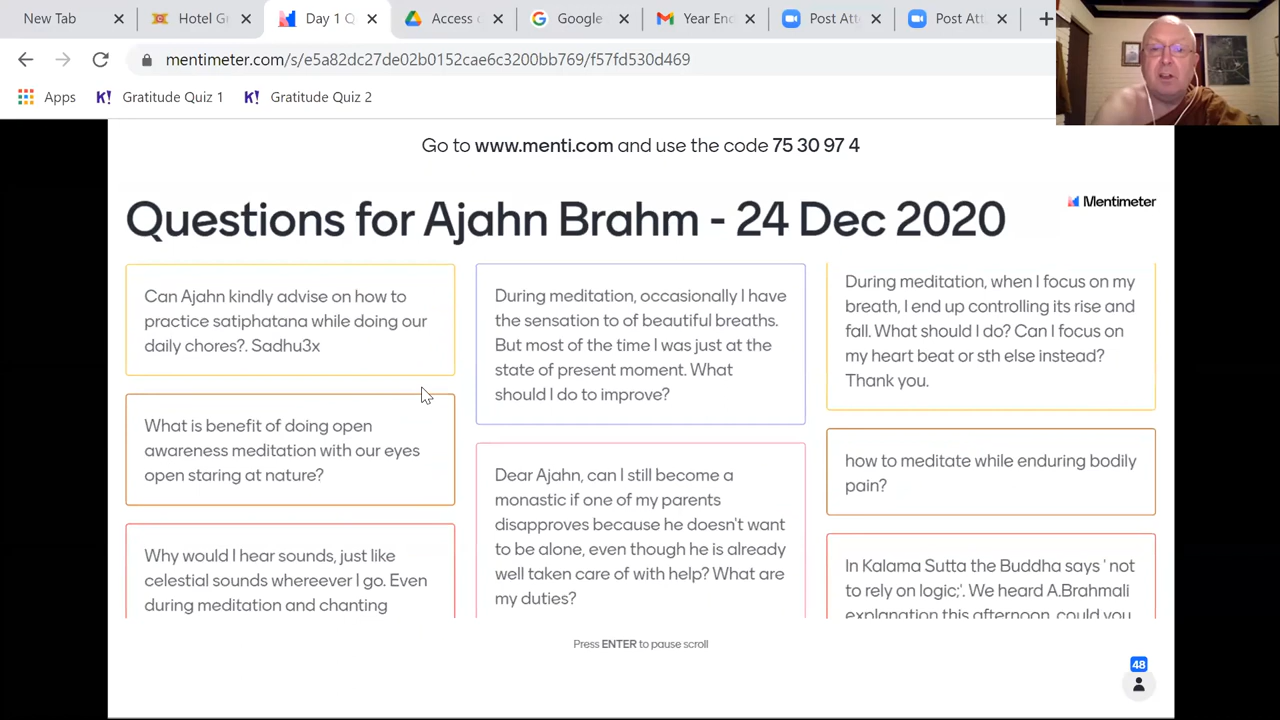 New Tab
Hotel Gr
Day 1 Q
Access
Google
Year End
Post Att
Post Att
mentimeter.com/s/e5a82dc27de02b0152cae6c3200bb769/f57fd530d469
Apps
K! Gratitude Quiz 1
K! Gratitude Quiz 2
Go to www.menti.com and use the code 75 30 97 4
Questions for Ajahn Brahm - 24 Dec 2020
Mentimeter
Can Ajahn kindly advise on how to
practice satiphatana while doing our
daily chores?. Sadhu3x
What is benefit of doing open
awareness meditation with our eyes
open staring at nature?
Why would I hear sounds, just like
celestial sounds whereever I go. Even
during meditation and chanting
During meditation, occasionally I have
the sensation to of beautiful breaths.
But most of the time I was just at the
state of present moment. What
should I do to improve?
Dear Ajahn, can I still become a
monastic if one of my parents
disapproves because he doesn't want
to be alone, even though he is already
well taken care of with help? What are
my duties?
During meditation, when I focus on my
breath, I end up controlling its rise and
fall. What should I do? Can I focus on
my heart beat or sth else instead?
Thank you.
how to meditate while enduring bodily
pain?
In Kalama Sutta the Buddha says ' not
to rely on logic;'. We heard A.Brahmali
explanation this afternoon, could you
Press ENTER to pause scroll
48